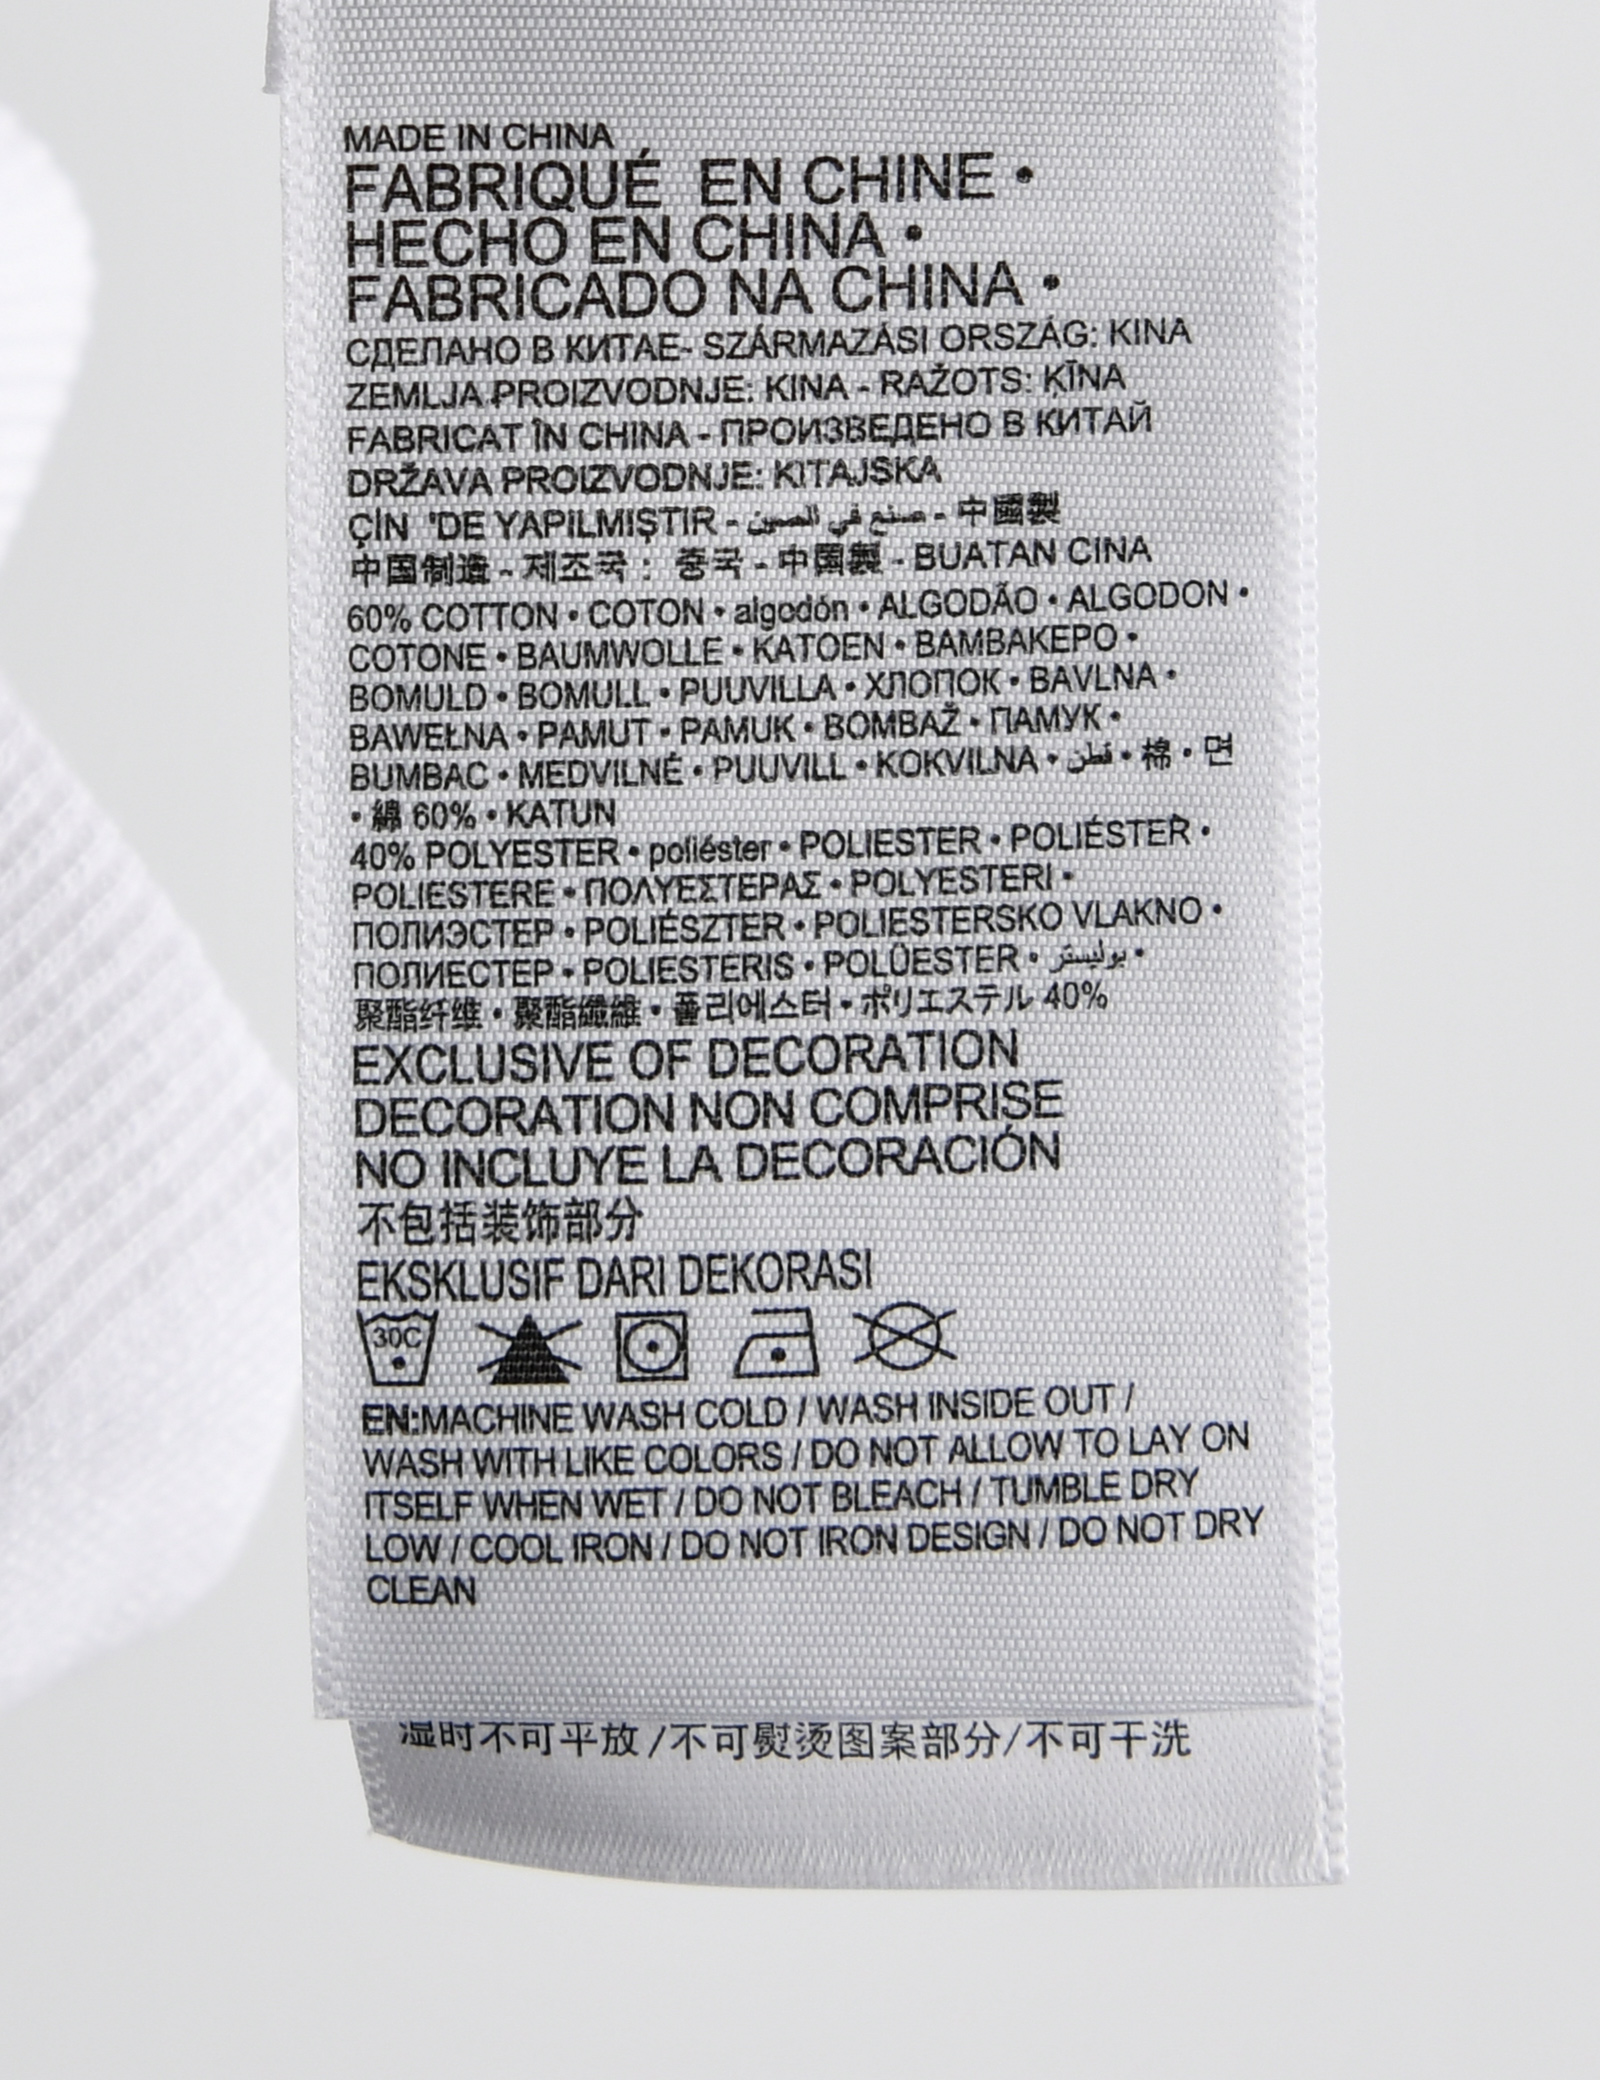 MADE IN CHINA
FABRIQUÉ EN CHINE •
HECHO EN CHINA •
FABRICADO NA CHINA •
СДЕЛАНО В КИТАЕ- SZÁRMAZÁSI ORSZÁG: KINA
ZEMLJA PROIZVODNJE: KINA - RAŽOTS: ĶĪNA
FABRICAT ÎN CHINA - ПРОИЗВЕДЕНО В КИТАЙ
DRŽAVA PROIZVODNJE: KITAJSKA
ÇİN 'DE YAPILMIŞTIR - صنع في الصين - 中國製
中国制造 - 제조국 : 중국 - 中國製 - BUATAN CINA
60% COTTON • COTON • algodón • ALGODÃO • ALGODON •
COTONE • BAUMWOLLE • KATOEN • BAMBAKEPO •
BOMULD • BOMULL • PUUVILLA • ХЛОПОК • BAVLNA •
BAWEŁNA • PAMUT • PAMUK • BOMBAŽ • ПАМУК •
BUMBAC • MEDVILNÉ • PUUVILL • KOKVILNA • قطن • 棉 • 면
• 綿 60% • KATUN
40% POLYESTER • poliéster • POLIESTER • POLIÉSTER •
POLIESTERE • ΠΟΛΥΕΣΤΕΡΑΣ • POLYESTERI •
ПОЛИЭСТЕР • POLIÉSZTER • POLIESTERSKO VLAKNO •
ПОЛИЕСТЕР • POLIESTERIS • POLÜESTER • بوليستر •
聚酯纤维 • 聚酯纖維 • 폴리에스터 • ポリエステル 40%
EXCLUSIVE OF DECORATION
DECORATION NON COMPRISE
NO INCLUYE LA DECORACIÓN
不包括装饰部分
EKSKLUSIF DARI DEKORASI
30C
EN:MACHINE WASH COLD / WASH INSIDE OUT /
WASH WITH LIKE COLORS / DO NOT ALLOW TO LAY ON
ITSELF WHEN WET / DO NOT BLEACH / TUMBLE DRY
LOW / COOL IRON / DO NOT IRON DESIGN / DO NOT DRY
CLEAN
湿时不可平放/不可熨烫图案部分/不可干洗